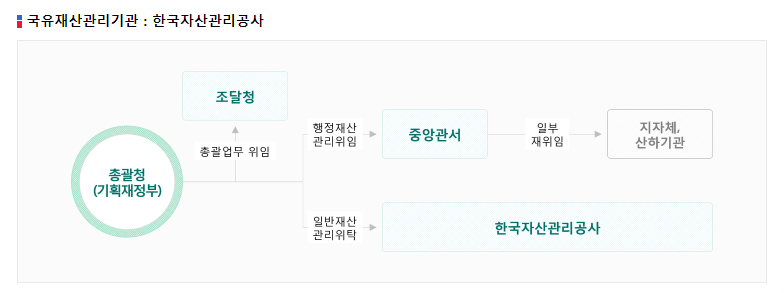 국유재산관리기관 : 한국자산관리공사
조달청
총괄업무 위임
총괄청
(기획재정부)
행정재산
관리위임
중앙관서
일부
재위임
지자체,
산하기관
일반재산
관리위탁
한국자산관리공사